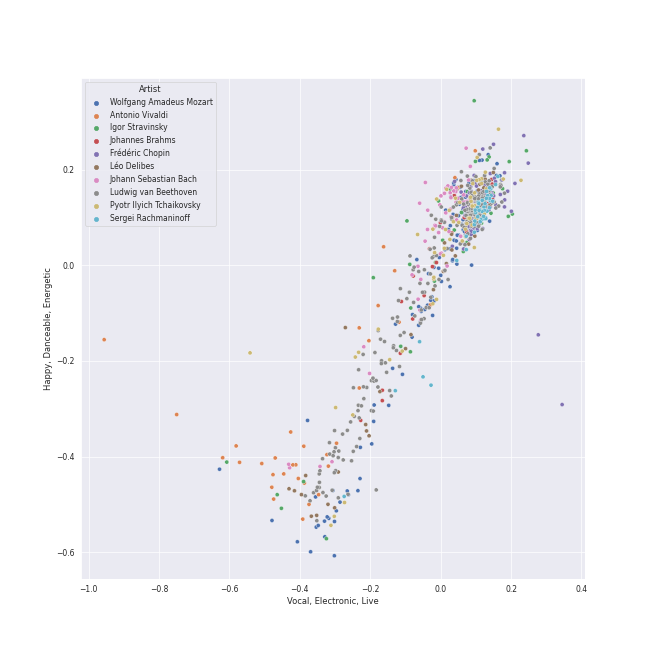 Artist
Wolfgang Amadeus Mozart
Antonio Vivaldi
Igor Stravinsky
Johannes Brahms
Frédéric Chopin
Léo Delibes
Johann Sebastian Bach
Ludwig van Beethoven
Pyotr Ilyich Tchaikovsky
Sergei Rachmaninoff
Happy, Danceable, Energetic
0.2
0.0
−0.2
−0.4
−0.6
−1.0 −0.8 −0.6 −0.4 −0.2 0.0 0.2 0.4
Vocal, Electronic, Live